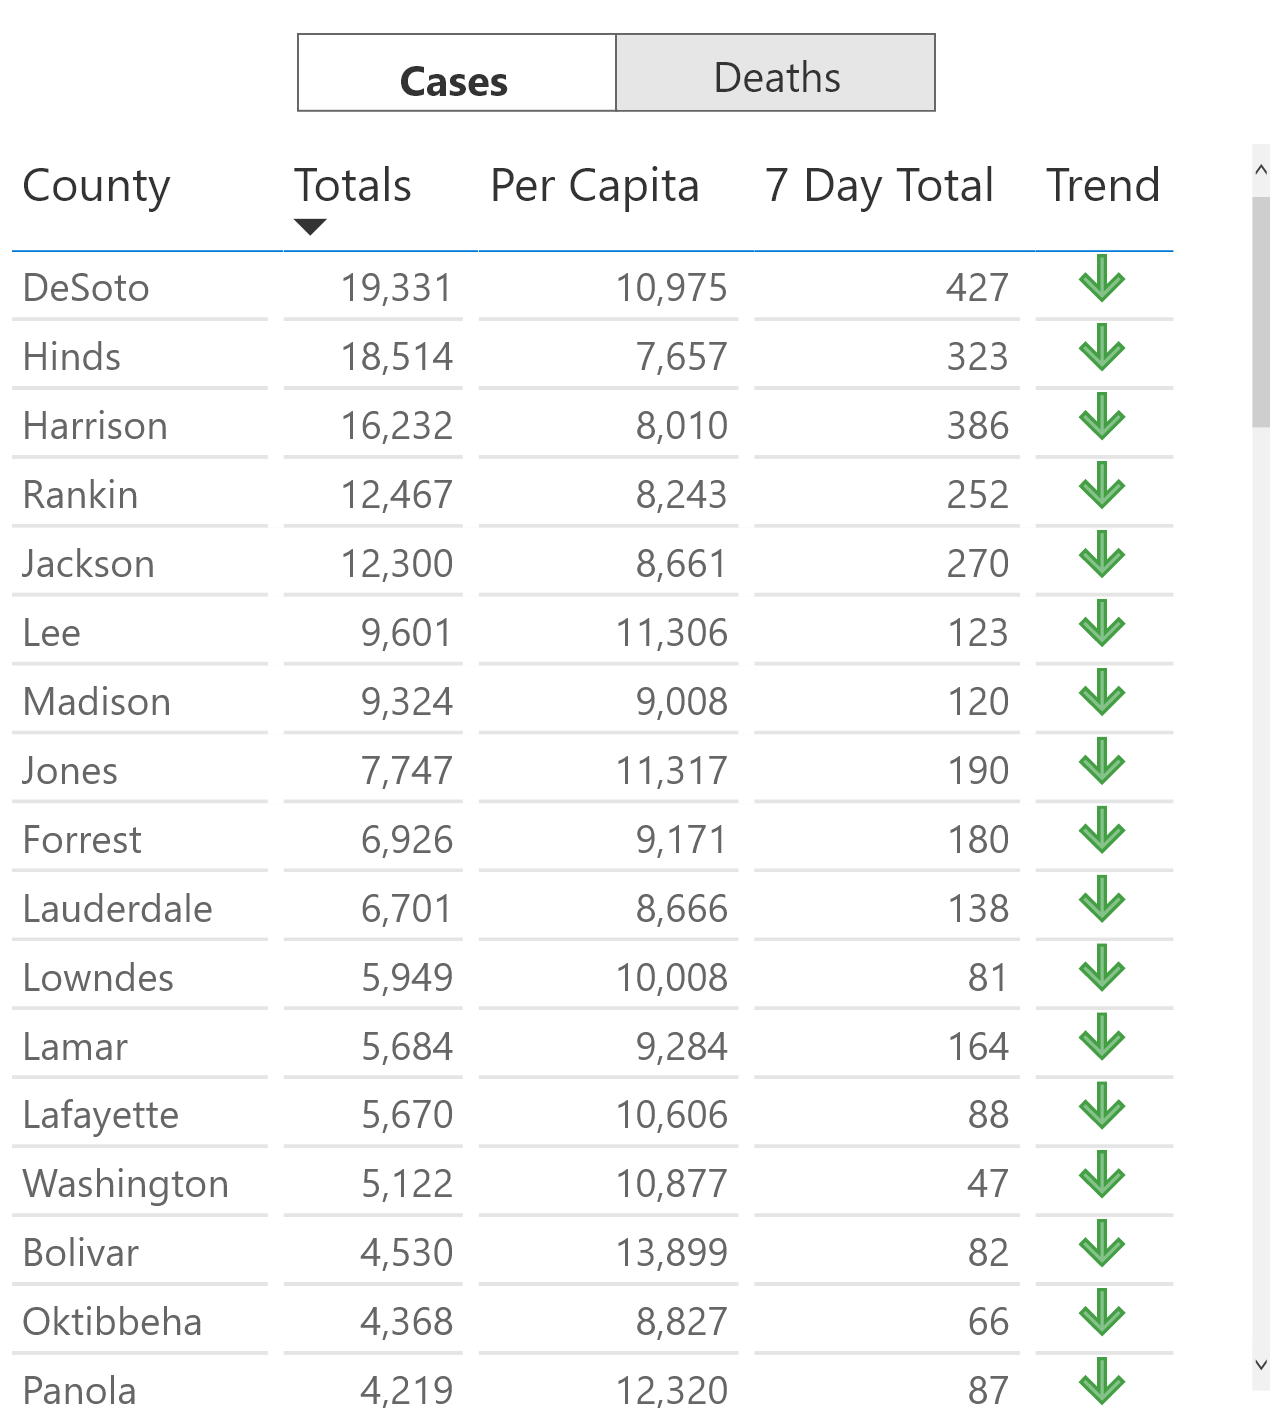 Cases Deaths
County Totals Per Capita 7 Day Total Trend
DeSoto 19,331 10,975 427
Hinds 18,514 7,657 323
Harrison 16,232 8,010 386
Rankin 12,467 8,243 252
Jackson 12,300 8,661 270
Lee 9,601 11,306 123
Madison 9,324 9,008 120
Jones 7,747 11,317 190
Forrest 6,926 9,171 180
Lauderdale 6,701 8,666 138
Lowndes 5,949 10,008 81
Lamar 5,684 9,284 164
Lafayette 5,670 10,606 88
Washington 5,122 10,877 47
Bolivar 4,530 13,899 82
Oktibbeha 4,368 8,827 66
Panola 4,219 12,320 87